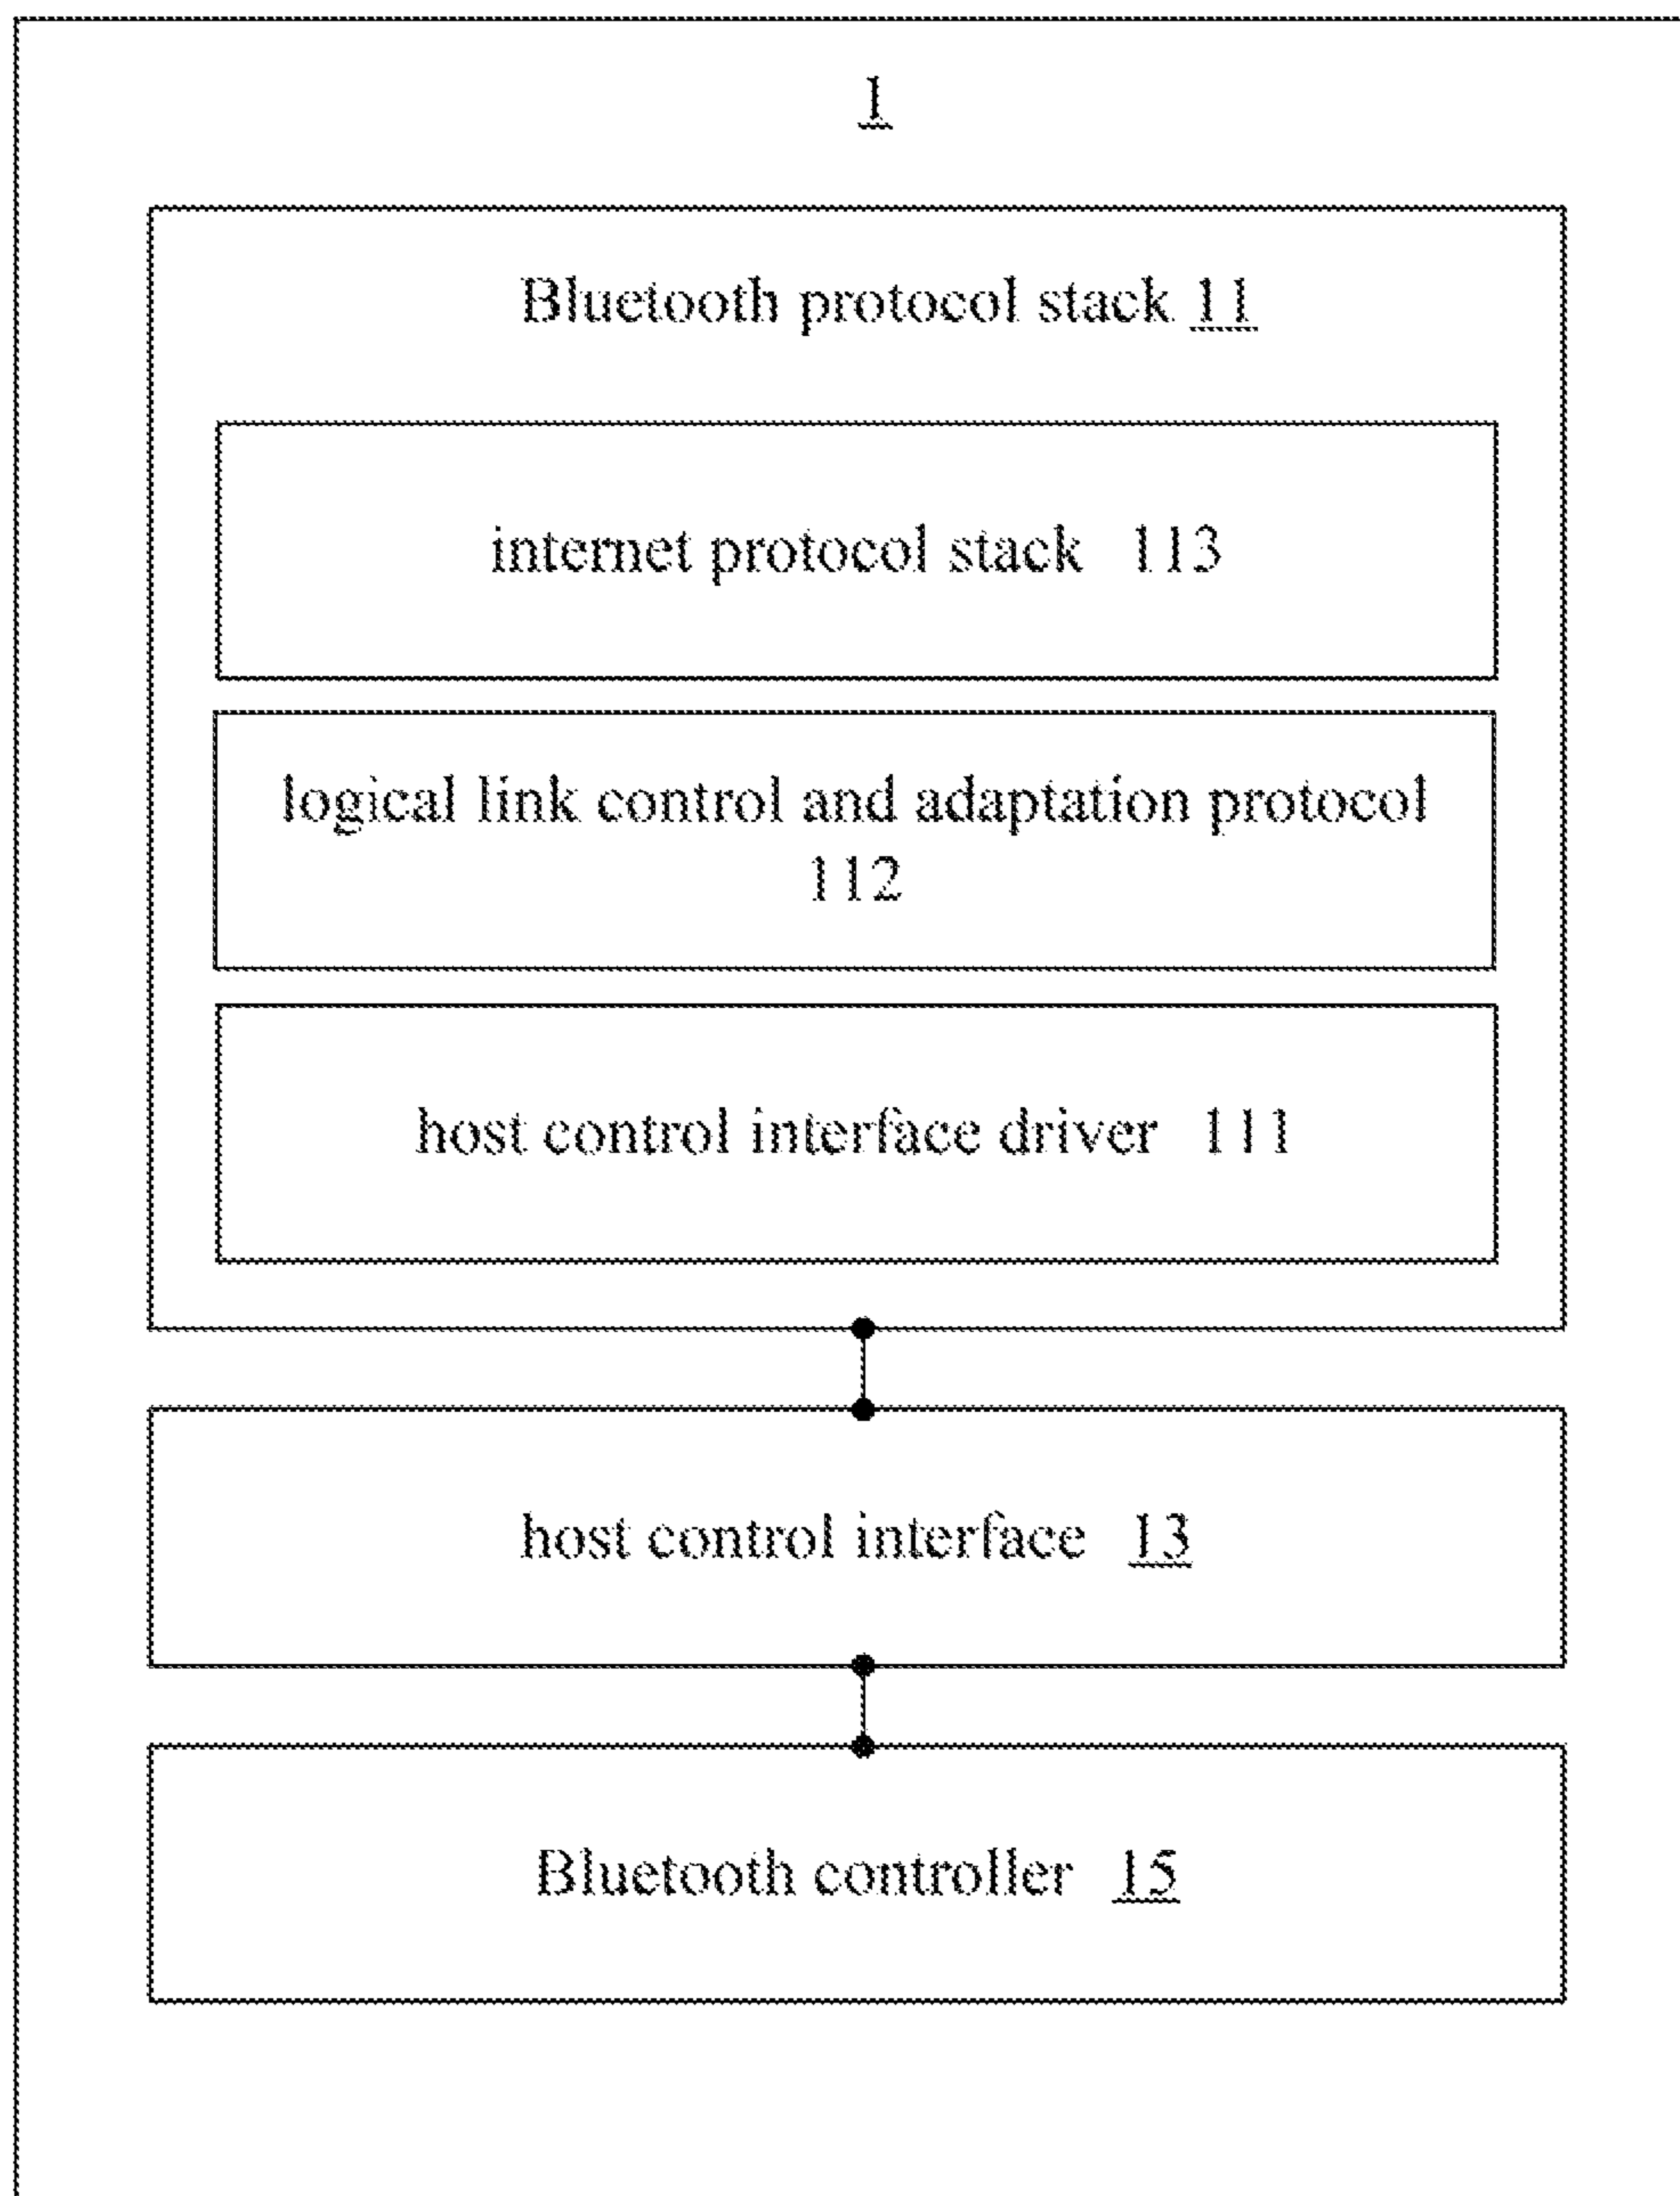 1
Bluetooth protocol stack 11
internet protocol stack 113
logical link control and adaptation protocol
112
host control interface driver 111
host control interface 13
Bluetooth controller 15